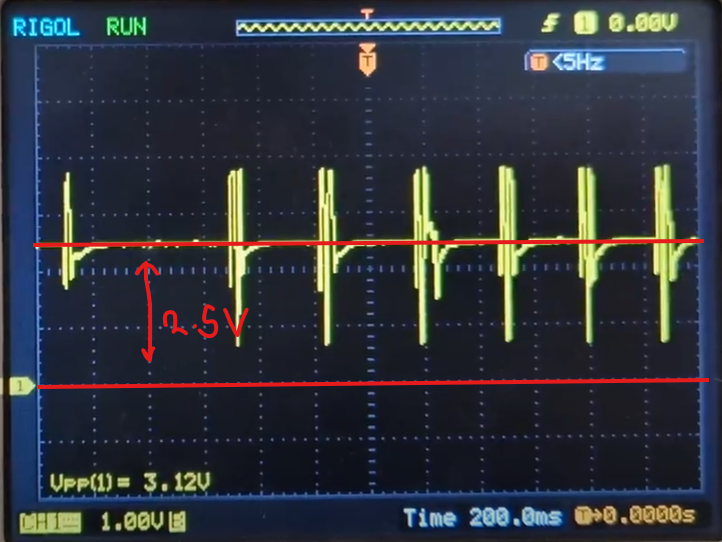 RIGOL RUN T 1 0.00V
T
T <5Hz
2.5V
1
Vpp(1)= 3.12V
CH1 1.00V B Time 200.0ms T→0.0000s